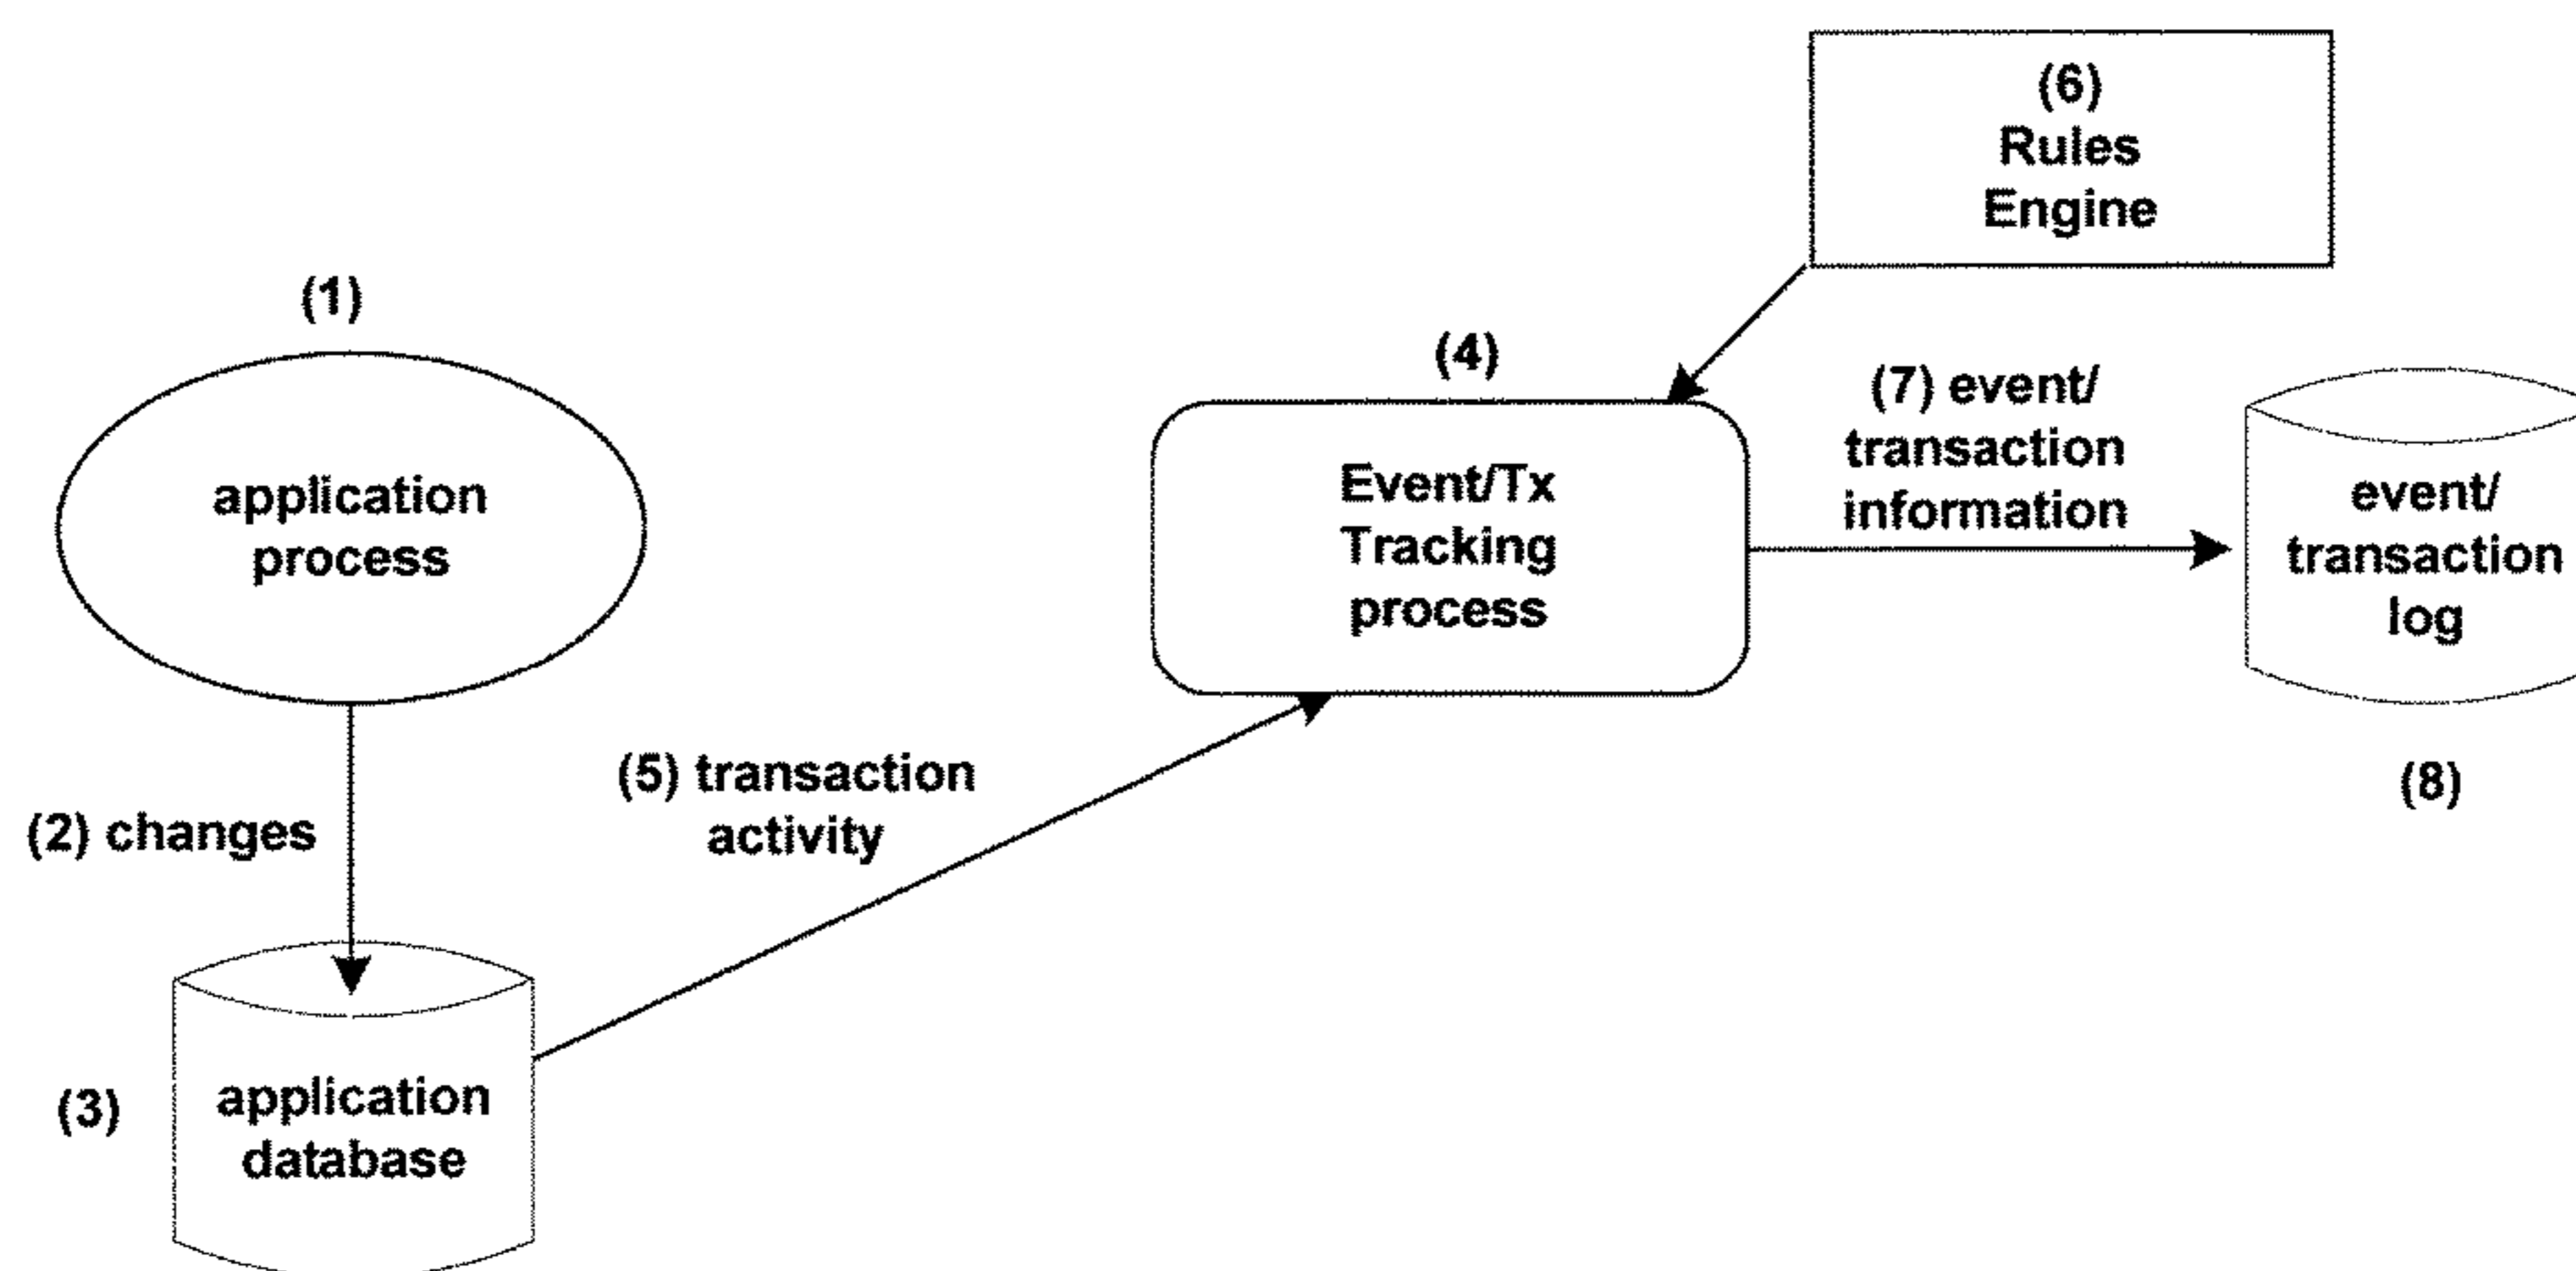 (1)
application
process
(2) changes
(3)
application
database
(5) transaction
activity
(4)
Event/Tx
Tracking
process
(6)
Rules
Engine
(7) event/
transaction
information
event/
transaction
log
(8)